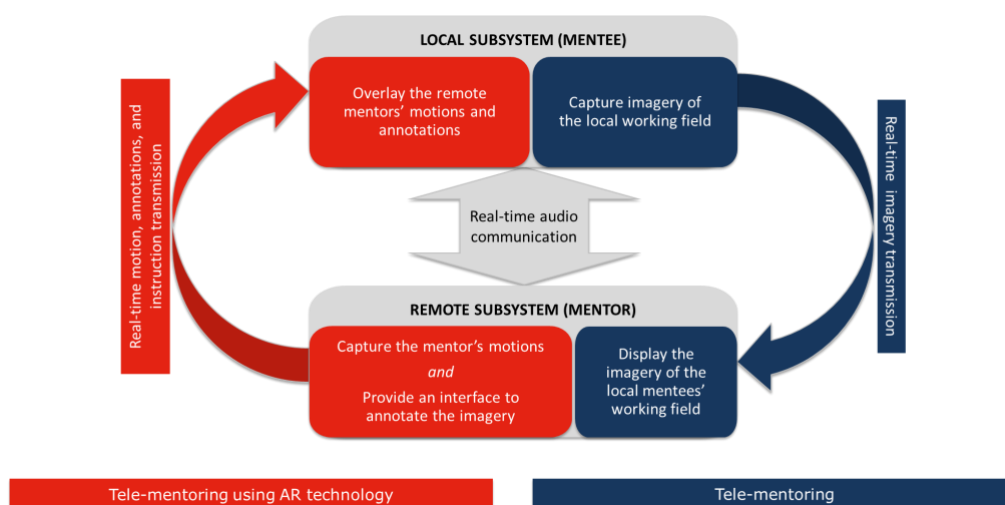 LOCAL SUBSYSTEM (MENTEE)
Overlay the remote
mentors' motions and
annotations
Capture imagery of
the local working field
Real-time motion, annotations, and
instruction transmission
Real-time imagery transmission
Real-time audio
communication
REMOTE SUBSYSTEM (MENTOR)
Capture the mentor's motions
and
Provide an interface to
annotate the imagery
Display the
imagery of the
local mentees'
working field
Tele-mentoring using AR technology
Tele-mentoring